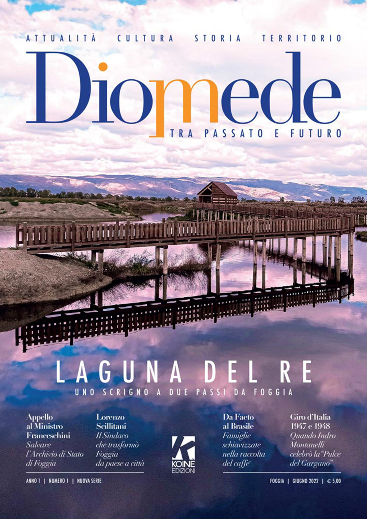 ATTUALITÀ CULTURA STORIA TERRITORIO
Diomede
TRA PASSATO E FUTURO
LAGUNA DEL RE
UNO SCRIGNO A DUE PASSI DA FOGGIA
Appello
al Ministro
Franceschini
Salvare
l'Archivio di Stato
di Foggia
Lorenzo
Scillitani
Il Sindaco
che trasformò
Foggia
da paese a città
KOINÈ
EDIZIONI
Da Faeto
al Brasile
Famiglie
schiavizzate
nella raccolta
del caffè
Giro d'Italia
1947 e 1948
Quando Indro
Montanelli
celebrò la "Pulce
del Gargano"
ANNO 1 | NUMERO 1 | NUOVA SERIE
FOGGIA | GIUGNO 2022 | € 5,00